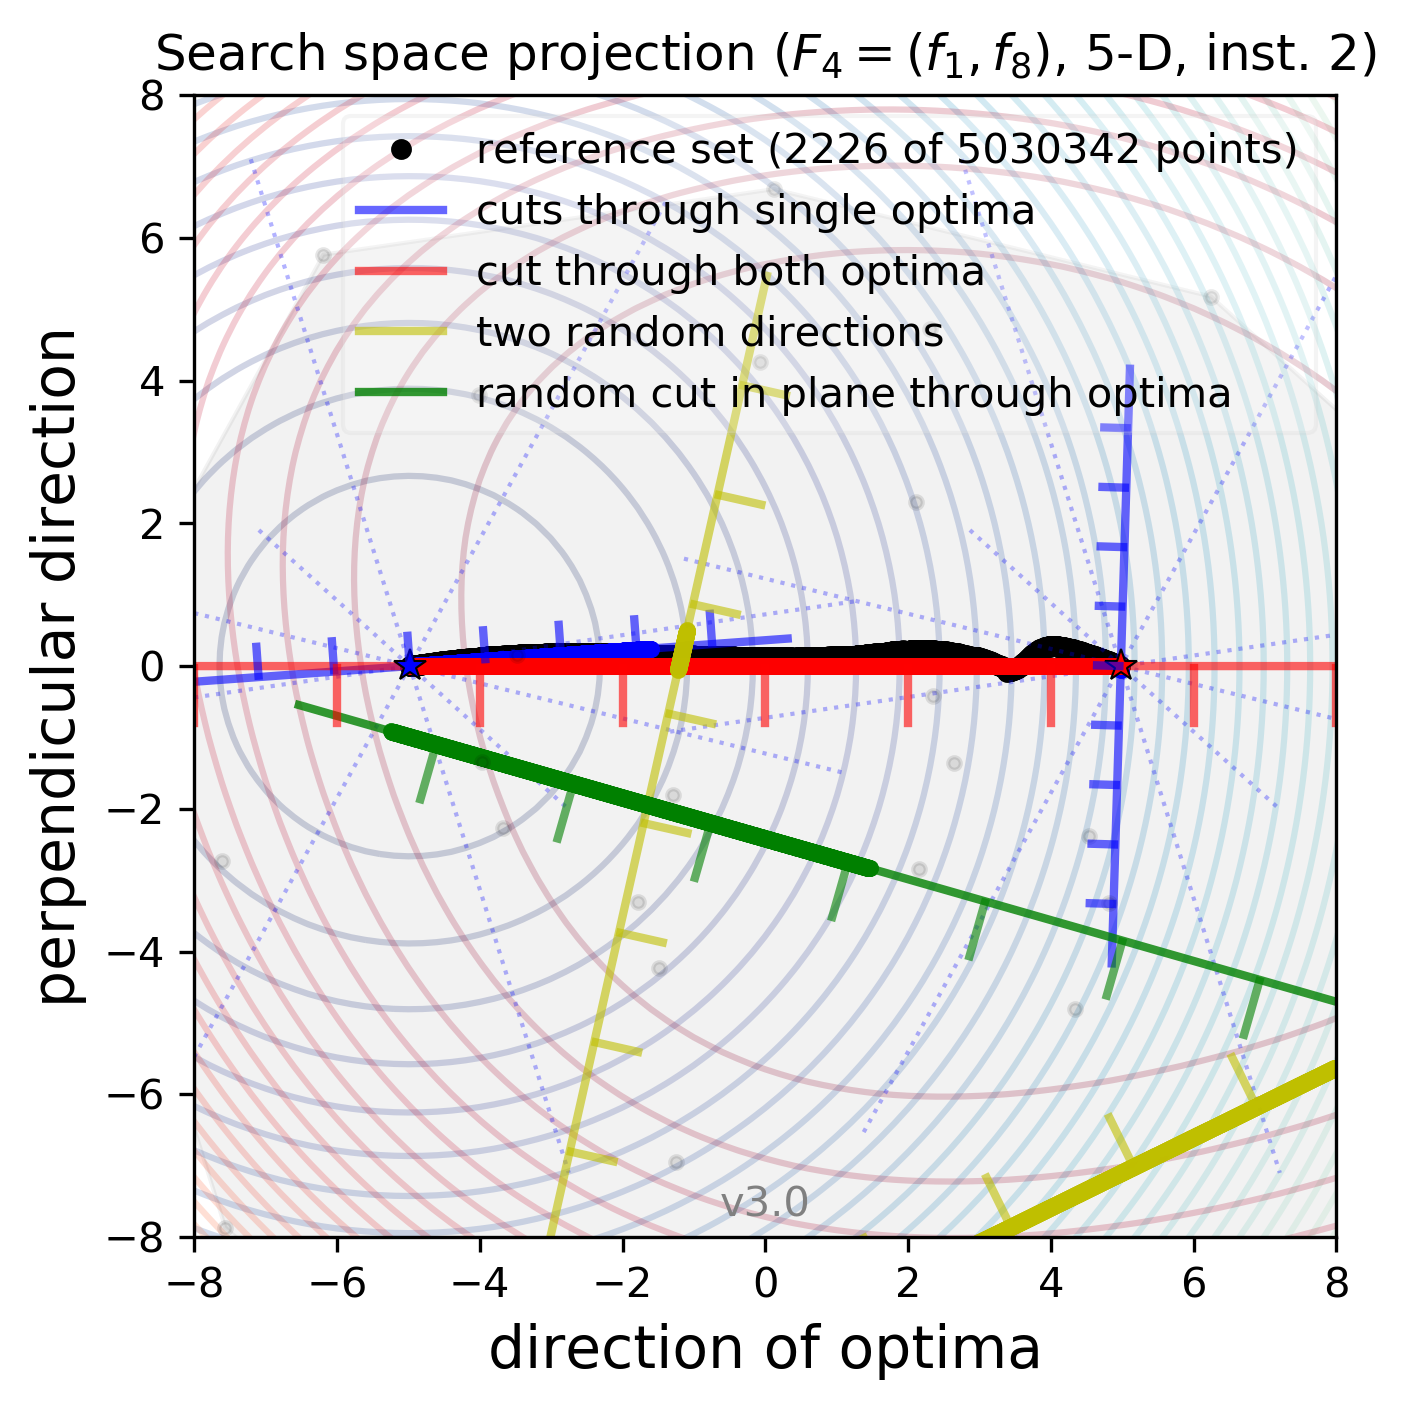 Search space projection (F₄ = (f₁, f₈), 5-D, inst. 2)
reference set (2226 of 5030342 points)
cuts through single optima
cut through both optima
two random directions
random cut in plane through optima
perpendicular direction
8
6
4
2
0
−2
−4
−6
−8
v3.0
−8 −6 −4 −2 0 2 4 6 8
direction of optima